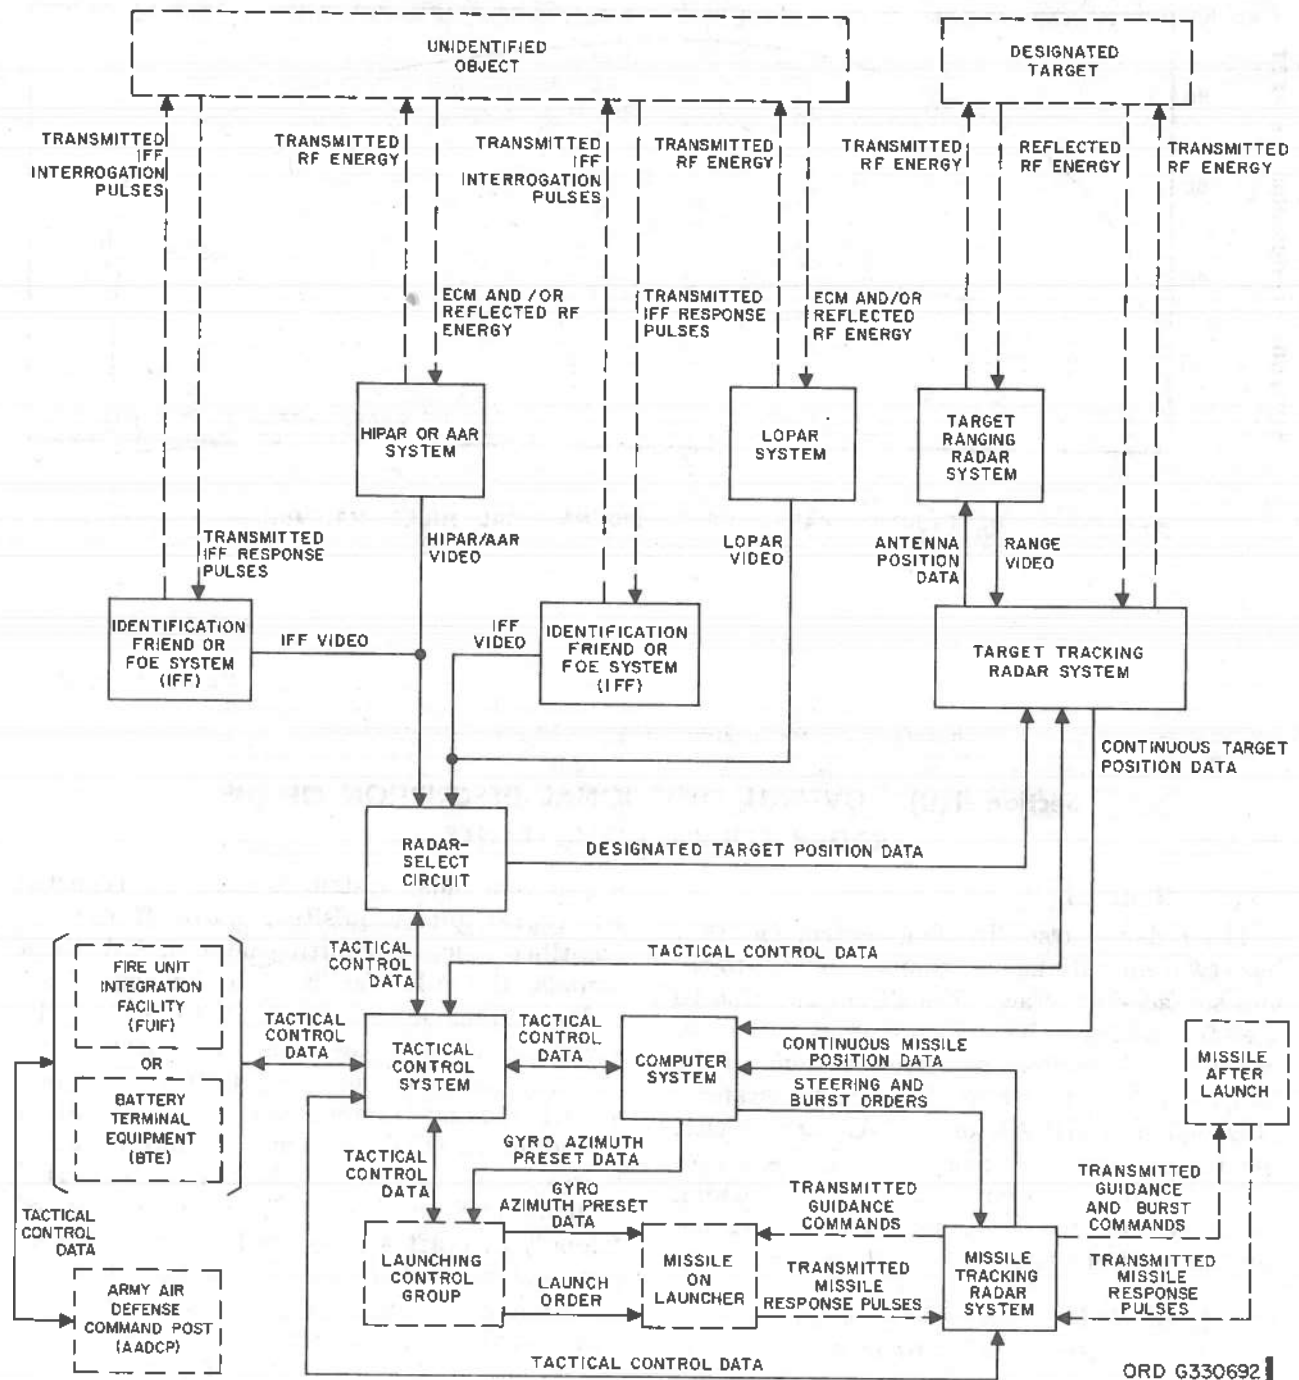 UNIDENTIFIED
OBJECT
DESIGNATED
TARGET
TRANSMITTED
IFF
INTERROGATION
PULSES
TRANSMITTED
RF ENERGY
TRANSMITTED
IFF
INTERROGATION
PULSES
TRANSMITTED
RF ENERGY
TRANSMITTED
RF ENERGY
REFLECTED
RF ENERGY
TRANSMITTED
RF ENERGY
ECM AND/OR
REFLECTED RF
ENERGY
TRANSMITTED
IFF RESPONSE
PULSES
ECM AND/OR
REFLECTED
RF ENERGY
HIPAR OR AAR
SYSTEM
LOPAR
SYSTEM
TARGET
RANGING
RADAR
SYSTEM
TRANSMITTED
IFF RESPONSE
PULSES
HIPAR/AAR
VIDEO
LOPAR
VIDEO
ANTENNA
POSITION
DATA
RANGE
VIDEO
IDENTIFICATION
FRIEND OR
FOE SYSTEM
(IFF)
IFF VIDEO
IFF
VIDEO
IDENTIFICATION
FRIEND OR
FOE SYSTEM
(IFF)
TARGET TRACKING
RADAR SYSTEM
CONTINUOUS TARGET
POSITION DATA
RADAR-
SELECT
CIRCUIT
DESIGNATED TARGET POSITION DATA
TACTICAL
CONTROL
DATA
TACTICAL CONTROL DATA
FIRE UNIT
INTEGRATION
FACILITY
(FUIF)
OR
BATTERY
TERMINAL
EQUIPMENT
(BTE)
TACTICAL
CONTROL
DATA
TACTICAL
CONTROL
SYSTEM
TACTICAL
CONTROL
DATA
COMPUTER
SYSTEM
CONTINUOUS MISSILE
POSITION DATA
STEERING AND
BURST ORDERS
MISSILE
AFTER
LAUNCH
GYRO AZIMUTH
PRESET DATA
TACTICAL
CONTROL
DATA
GYRO
AZIMUTH PRESET
DATA
TRANSMITTED
GUIDANCE
COMMANDS
TRANSMITTED
GUIDANCE
AND BURST
COMMANDS
TACTICAL
CONTROL
DATA
LAUNCHING
CONTROL
GROUP
LAUNCH
ORDER
MISSILE
ON
LAUNCHER
TRANSMITTED
MISSILE
RESPONSE PULSES
MISSILE
TRACKING
RADAR
SYSTEM
TRANSMITTED
MISSILE
RESPONSE
PULSES
ARMY AIR
DEFENSE
COMMAND POST
(AADCP)
TACTICAL CONTROL DATA
ORD G330692